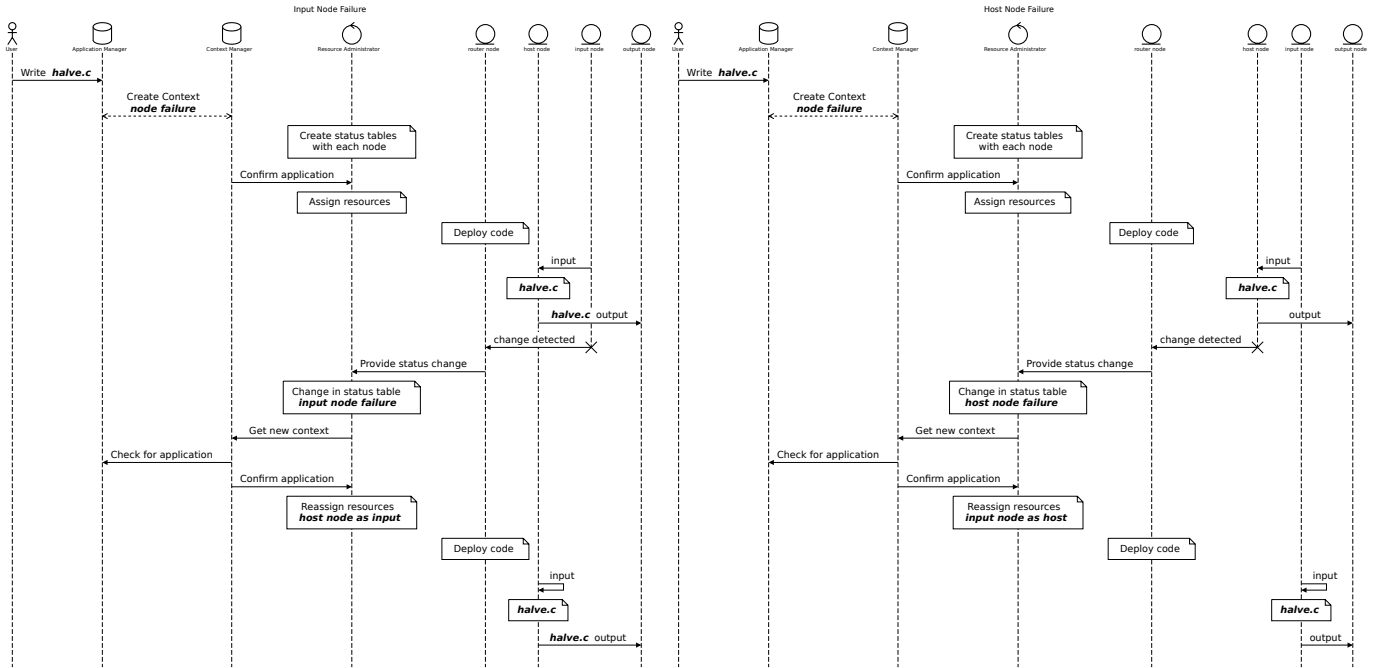 Input Node Failure
User
Application Manager
Context Manager
Resource Administrator
router node
host node
input node
output node
Write halve.c
Create Context
node failure
Create status tables
with each node
Confirm application
Assign resources
Deploy code
input
halve.c
halve.c output
change detected
Provide status change
Change in status table
input node failure
Get new context
Check for application
Confirm application
Reassign resources
host node as input
Deploy code
input
halve.c
halve.c output
Host Node Failure
User
Application Manager
Context Manager
Resource Administrator
router node
host node
input node
output node
Write halve.c
Create Context
node failure
Create status tables
with each node
Confirm application
Assign resources
Deploy code
input
halve.c
output
change detected
Provide status change
Change in status table
host node failure
Get new context
Check for application
Confirm application
Reassign resources
input node as host
Deploy code
input
halve.c
output